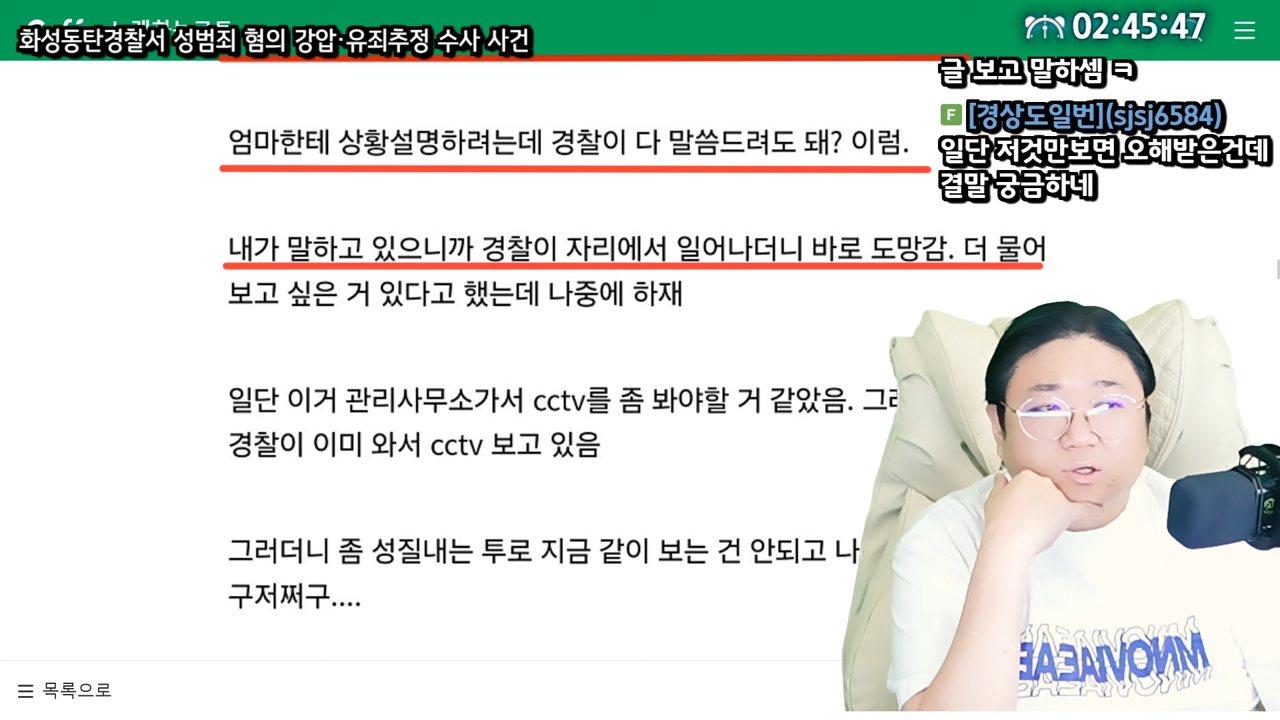 화성동탄경찰서 성범죄 혐의 강압·유죄추정 수사 사건
02:45:47
글 보고 말하셈 ㅋ
F [경상도일번](sjsj6584)
일단 저것만보면 오해받은건데
결말 궁금하네
엄마한테 상황설명하려는데 경찰이 다 말씀드려도 돼? 이럼.
내가 말하고 있으니까 경찰이 자리에서 일어나더니 바로 도망감. 더 물어
보고 싶은 거 있다고 했는데 나중에 하재
일단 이거 관리사무소가서 cctv를 좀 봐야할 거 같았음.
경찰이 이미 와서 cctv 보고 있음
그러더니 좀 성질내는 투로 지금 같이 보는 건 안되고 나
구저쩌구....
목록으로